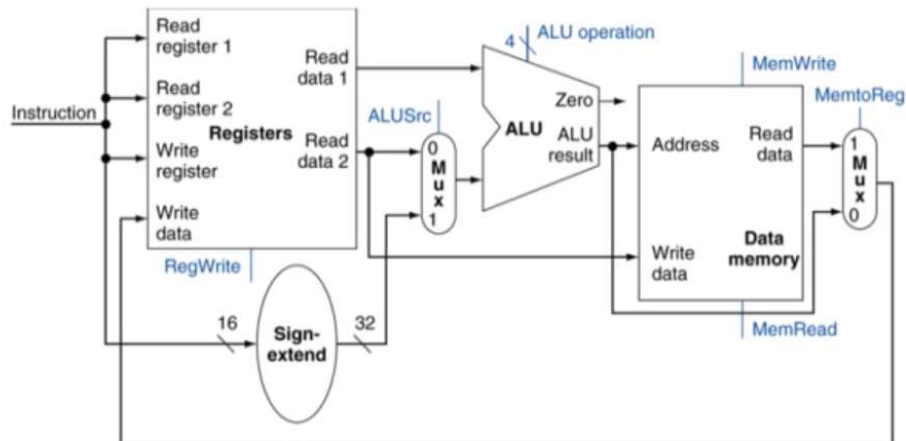 Instruction
Read
register 1
Read
register 2
Registers
Write
register
Write
data
Read
data 1
Read
data 2
RegWrite
16
Sign-
extend
32
ALUSrc
0
M
u
x
1
4
ALU operation
Zero
ALU
ALU
result
MemWrite
Address
Read
data
Write
data
Data
memory
MemRead
MemtoReg
1
M
u
x
0